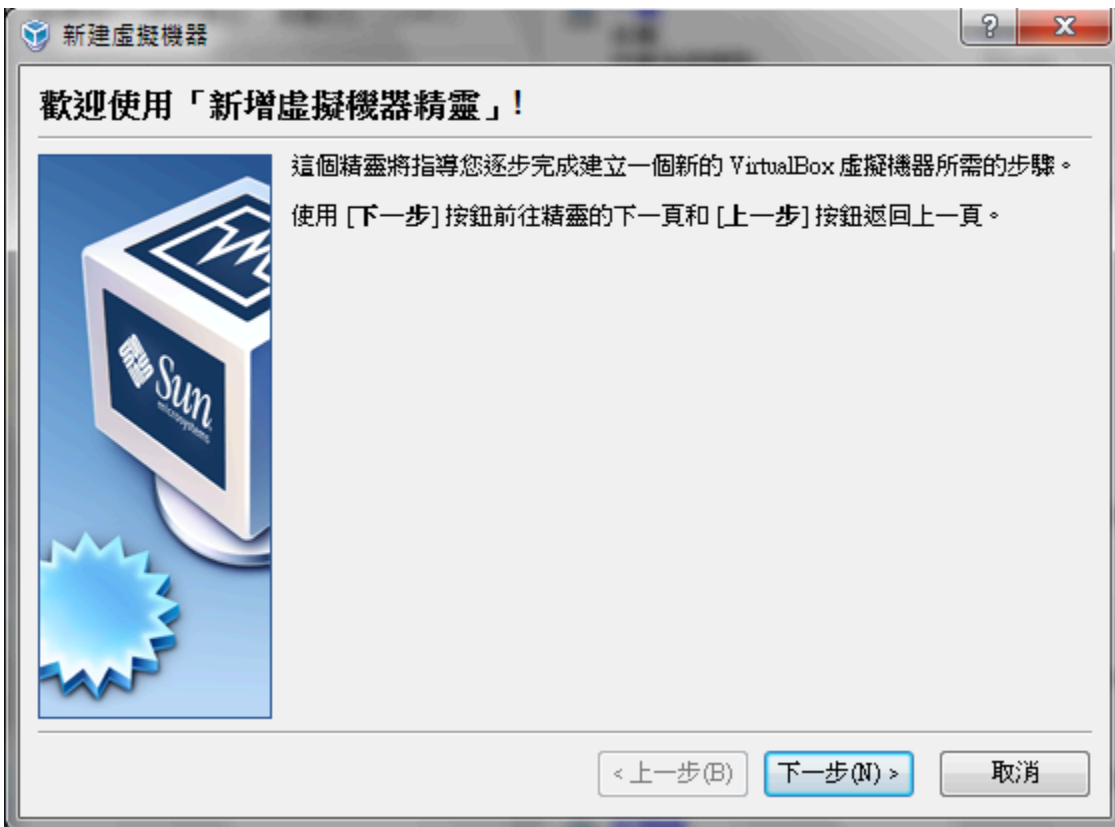 新建虛擬機器
歡迎使用「新增虛擬機器精靈」!
這個精靈將指導您逐步完成建立一個新的 VirtualBox 虛擬機器所需的步驟。
使用 [下一步] 按鈕前往精靈的下一頁和 [上一步] 按鈕返回上一頁。
Sun
microsystems
< 上一步(B)
下一步(N) >
取消